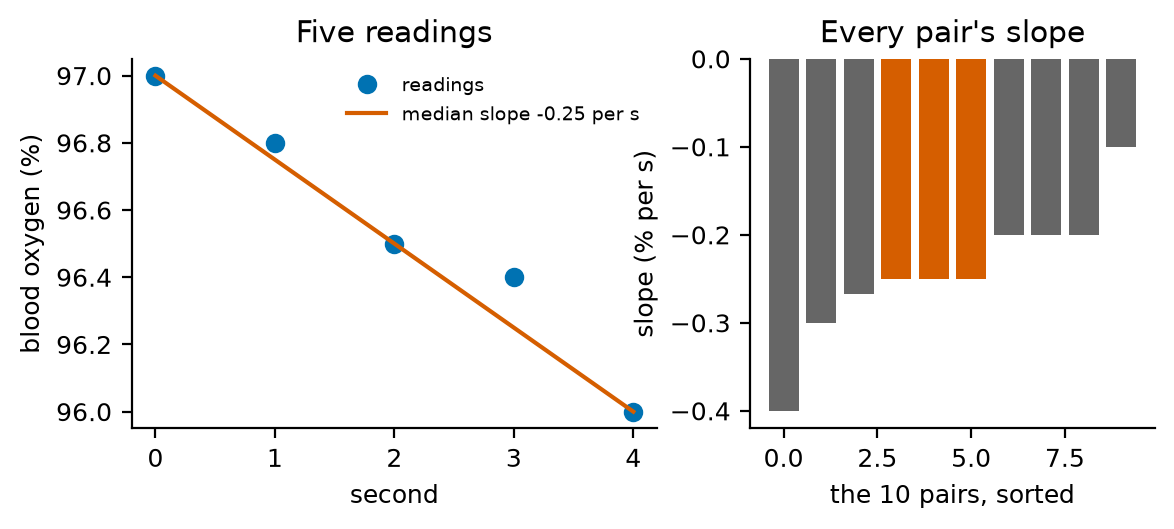 Five readings
97.0
96.8
96.6
96.4
96.2
96.0
blood oxygen (%)
readings
median slope -0.25 per s
0 1 2 3 4
second
Every pair's slope
0.0
−0.1
−0.2
−0.3
−0.4
slope (% per s)
0.0 2.5 5.0 7.5
the 10 pairs, sorted